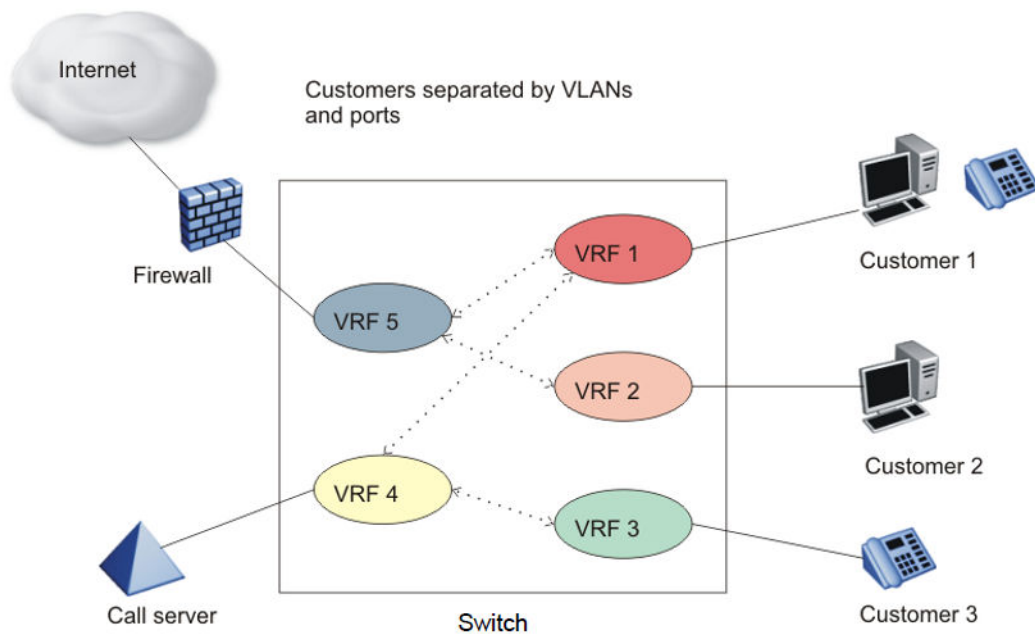 Internet
Customers separated by VLANs
and ports
Firewall
VRF 1
Customer 1
VRF 5
VRF 2
Customer 2
VRF 4
VRF 3
Call server
Customer 3
Switch